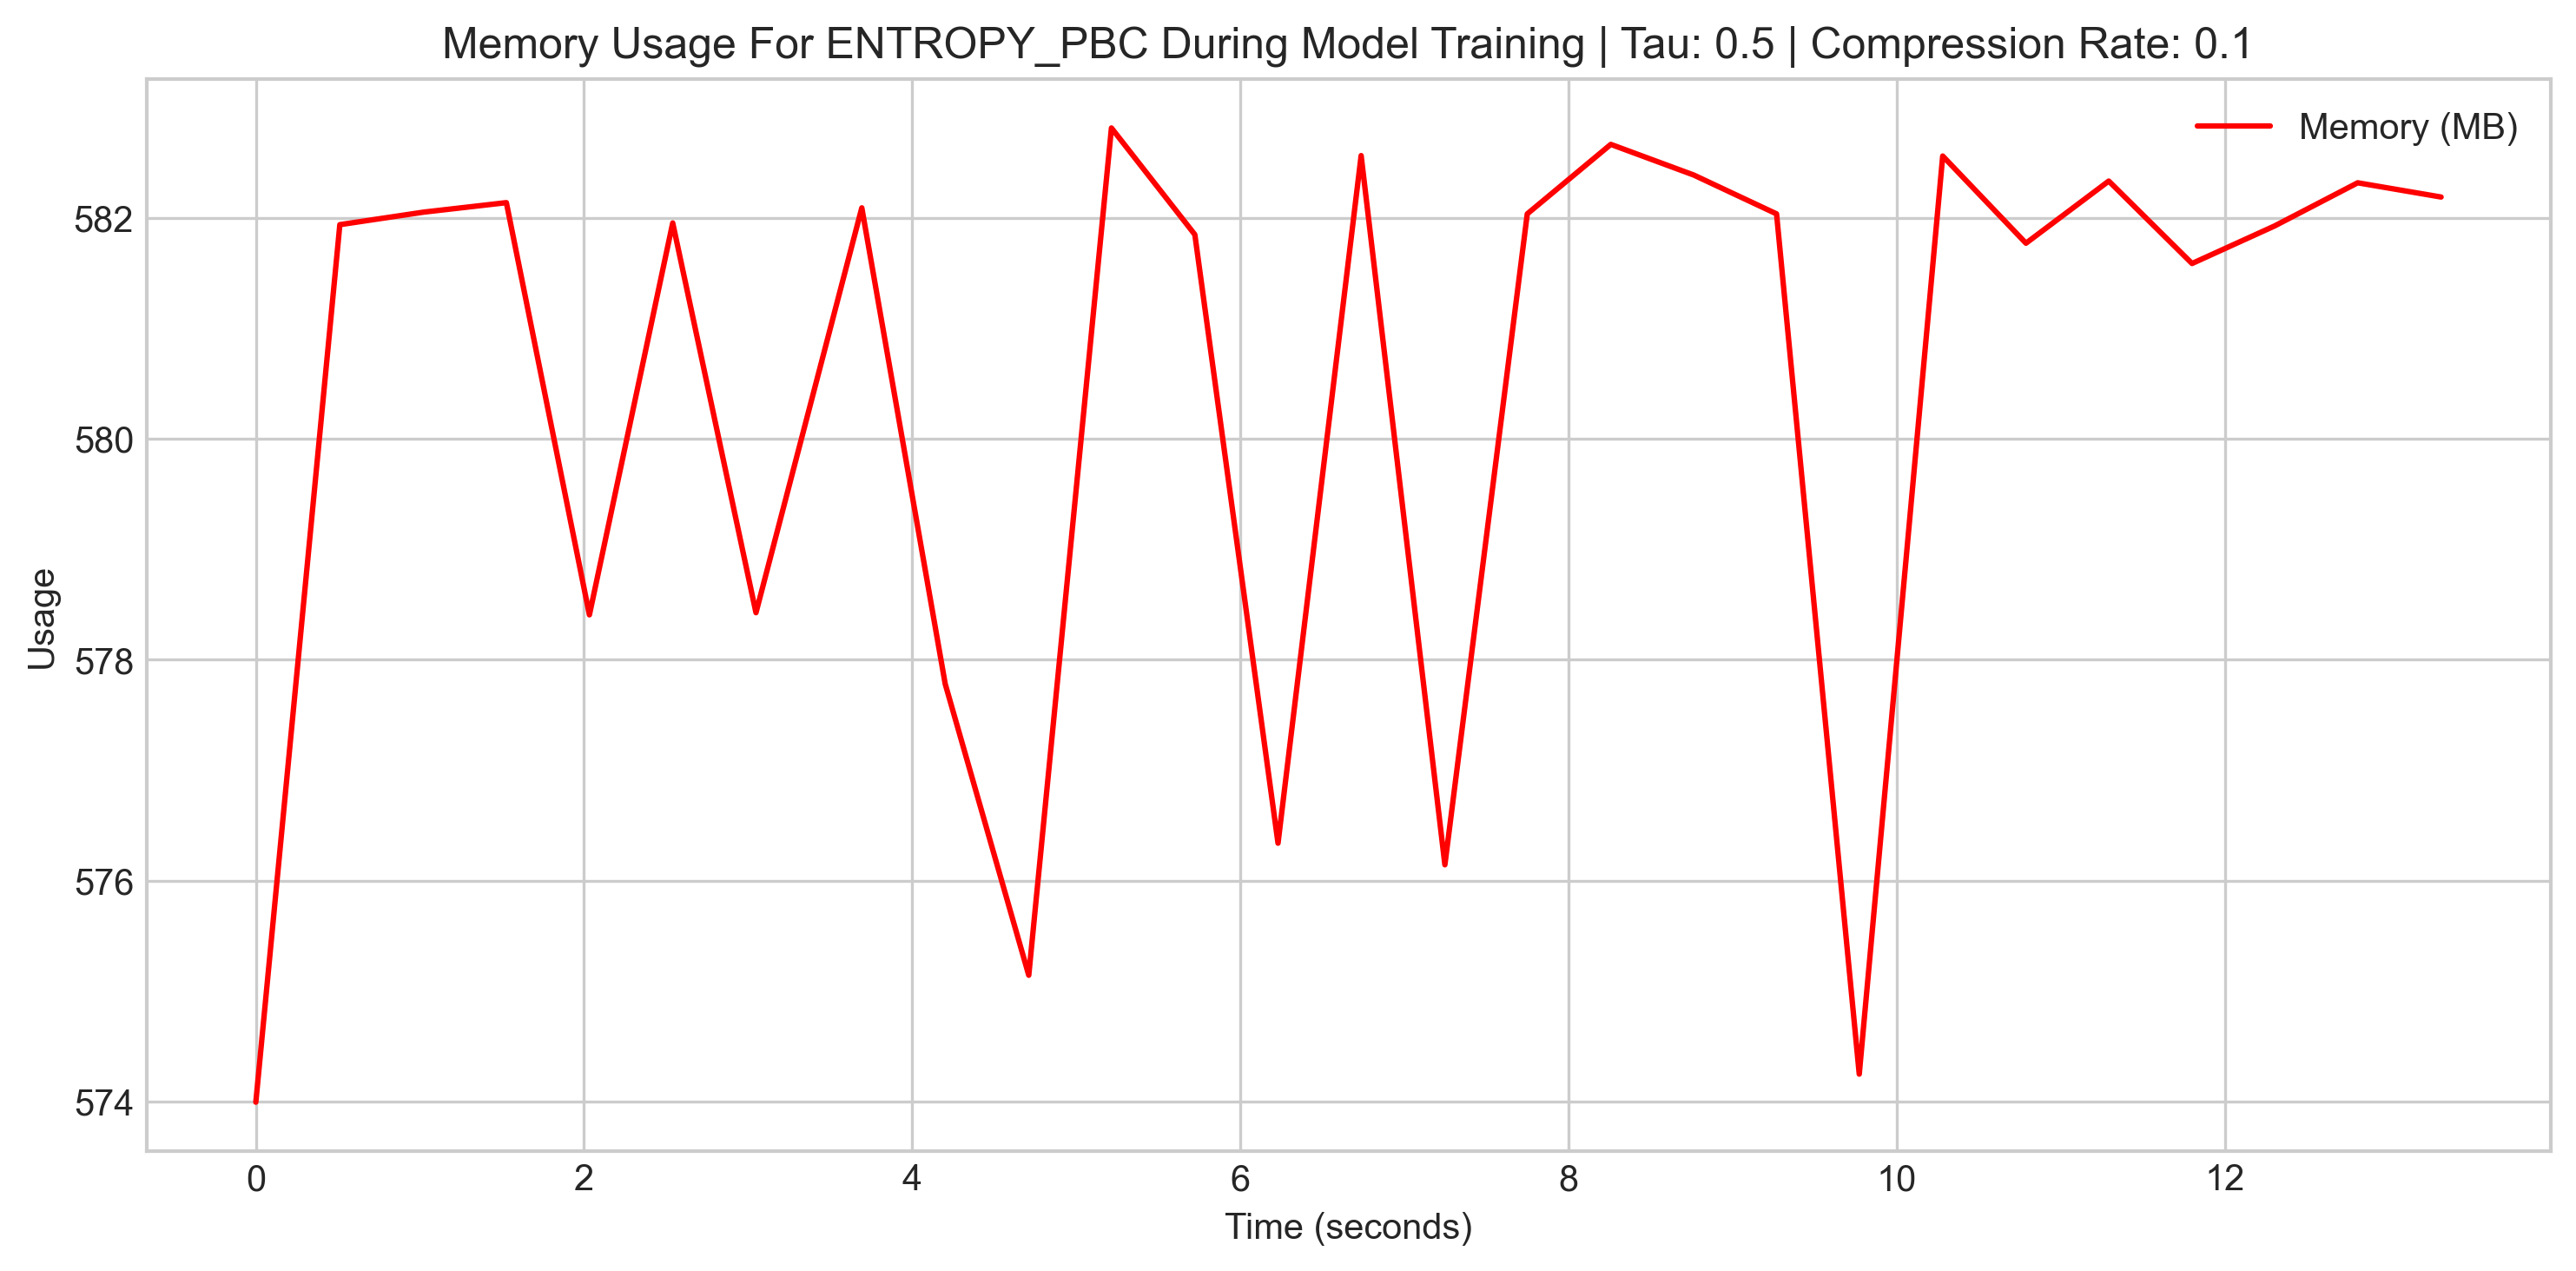 Memory Usage For ENTROPY_PBC During Model Training | Tau: 0.5 | Compression Rate: 0.1
Memory (MB)
582
580
578
576
574
Usage
0 2 4 6 8 10 12
Time (seconds)